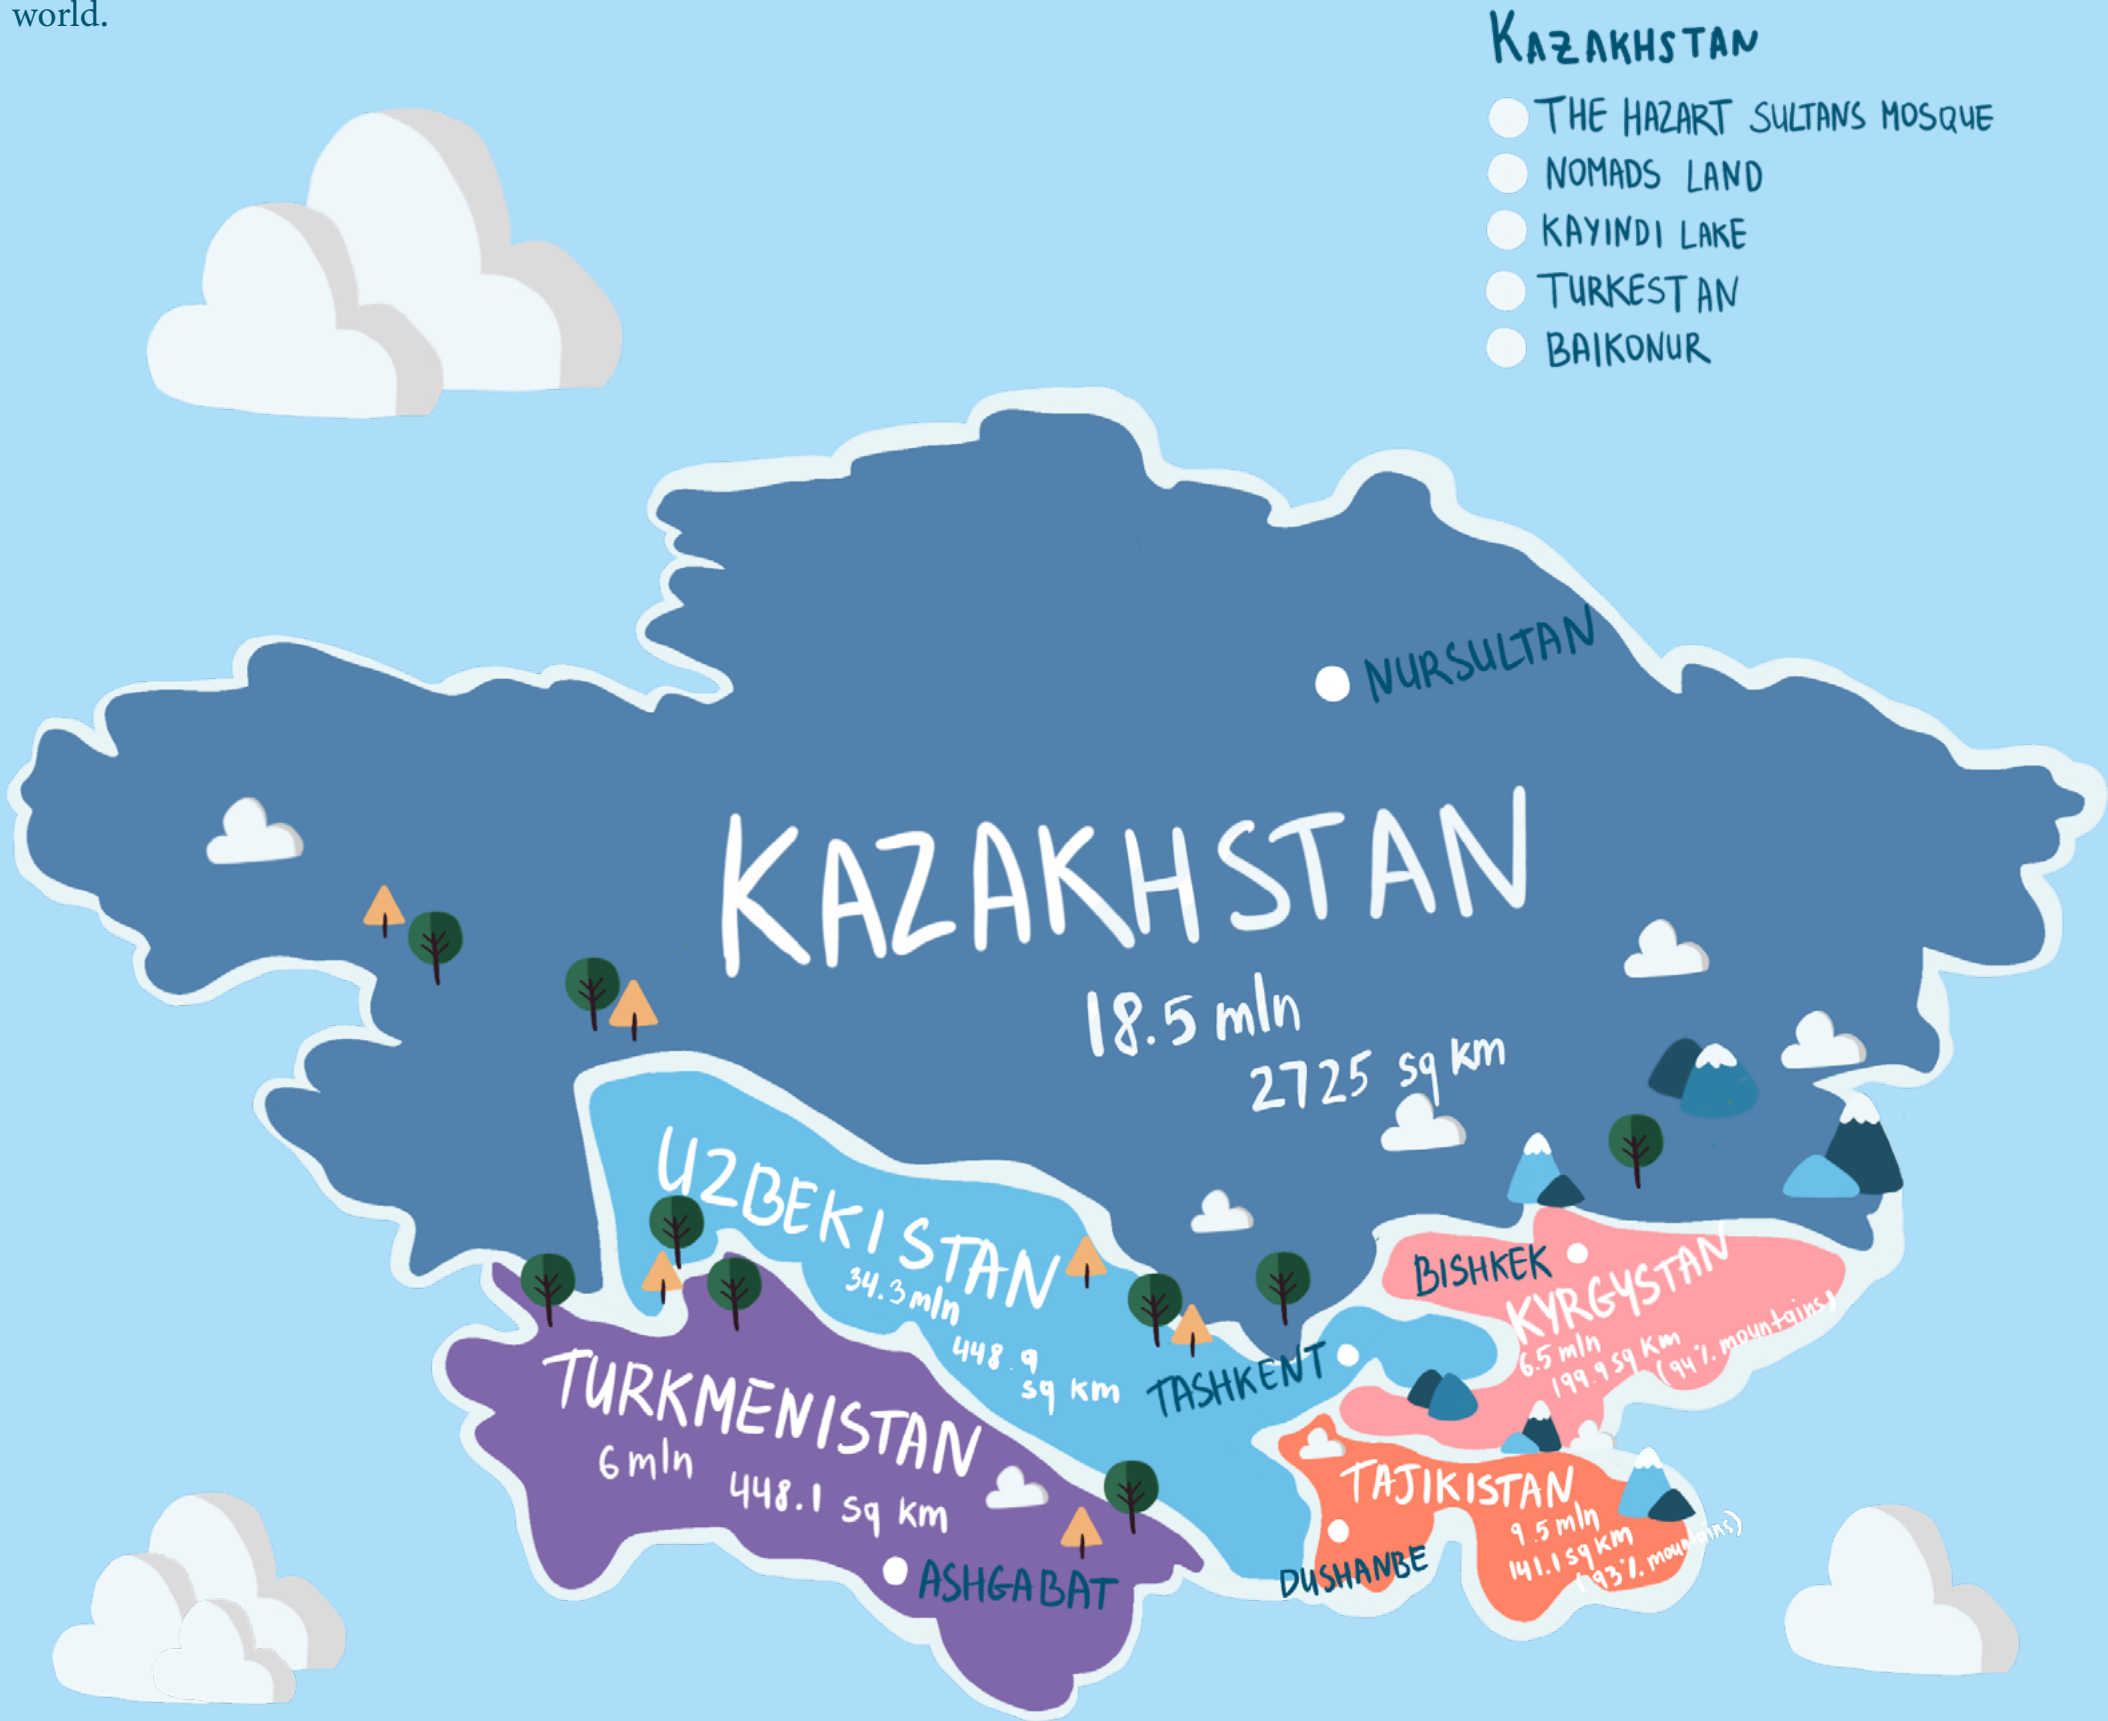 world.
KAZAKHSTAN
THE HAZART SULTANS MOSQUE
NOMADS LAND
KAYINDI LAKE
TURKESTAN
BAIKONUR
NURSULTAN
KAZAKHSTAN
18.5 mln
2725 sq km
UZBEKISTAN
34.3 mln
448.9
sq km
TASHKENT
BISHKEK
KYRGYSTAN
6.5 mln
199.9 sq km
(94% mountains)
TURKMENISTAN
6 mln
448.1 sq km
ASHGABAT
TAJIKISTAN
9.5 mln
141.1 sq km
(93% mountains)
DUSHANBE